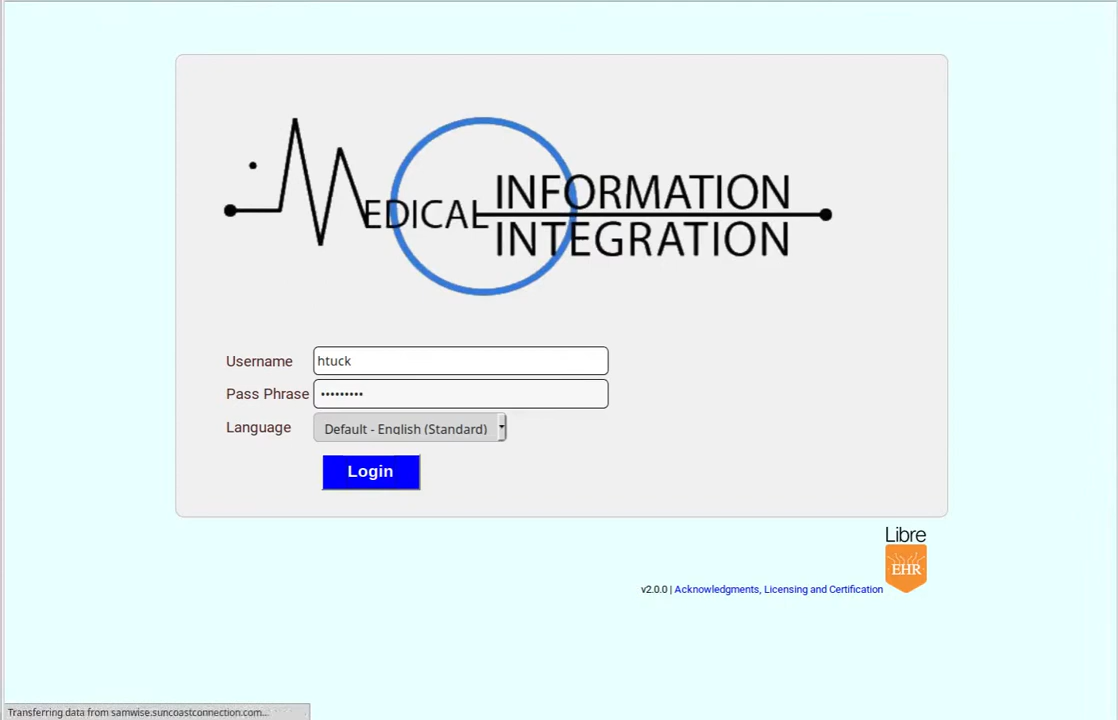 MEDICAL INFORMATION
INTEGRATION
Username htuck
Pass Phrase •••••••••
Language Default - English (Standard)
Login
Libre
EHR
v2.0.0 | Acknowledgments, Licensing and Certification
Transferring data from samwise.suncoastconnection.com...